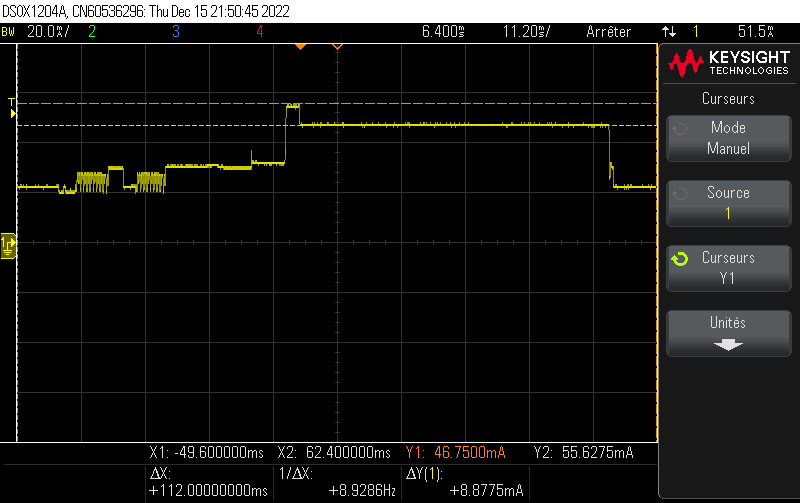 DSOX1204A, CN60536296: Thu Dec 15 21:50:45 2022
BW 20.0%/ 2 3 4 6.400s 11.20s/ Arrêter 1 51.5%
KEYSIGHT
TECHNOLOGIES
Curseurs
Mode
Manuel
Source
1
Curseurs
Y1
Unités
T
1
X1: -49.600000ms X2: 62.400000ms Y1: 46.7500mA Y2: 55.6275mA
ΔX:
+112.00000000ms
1/ΔX:
+8.9286Hz
ΔY(1):
+8.8775mA